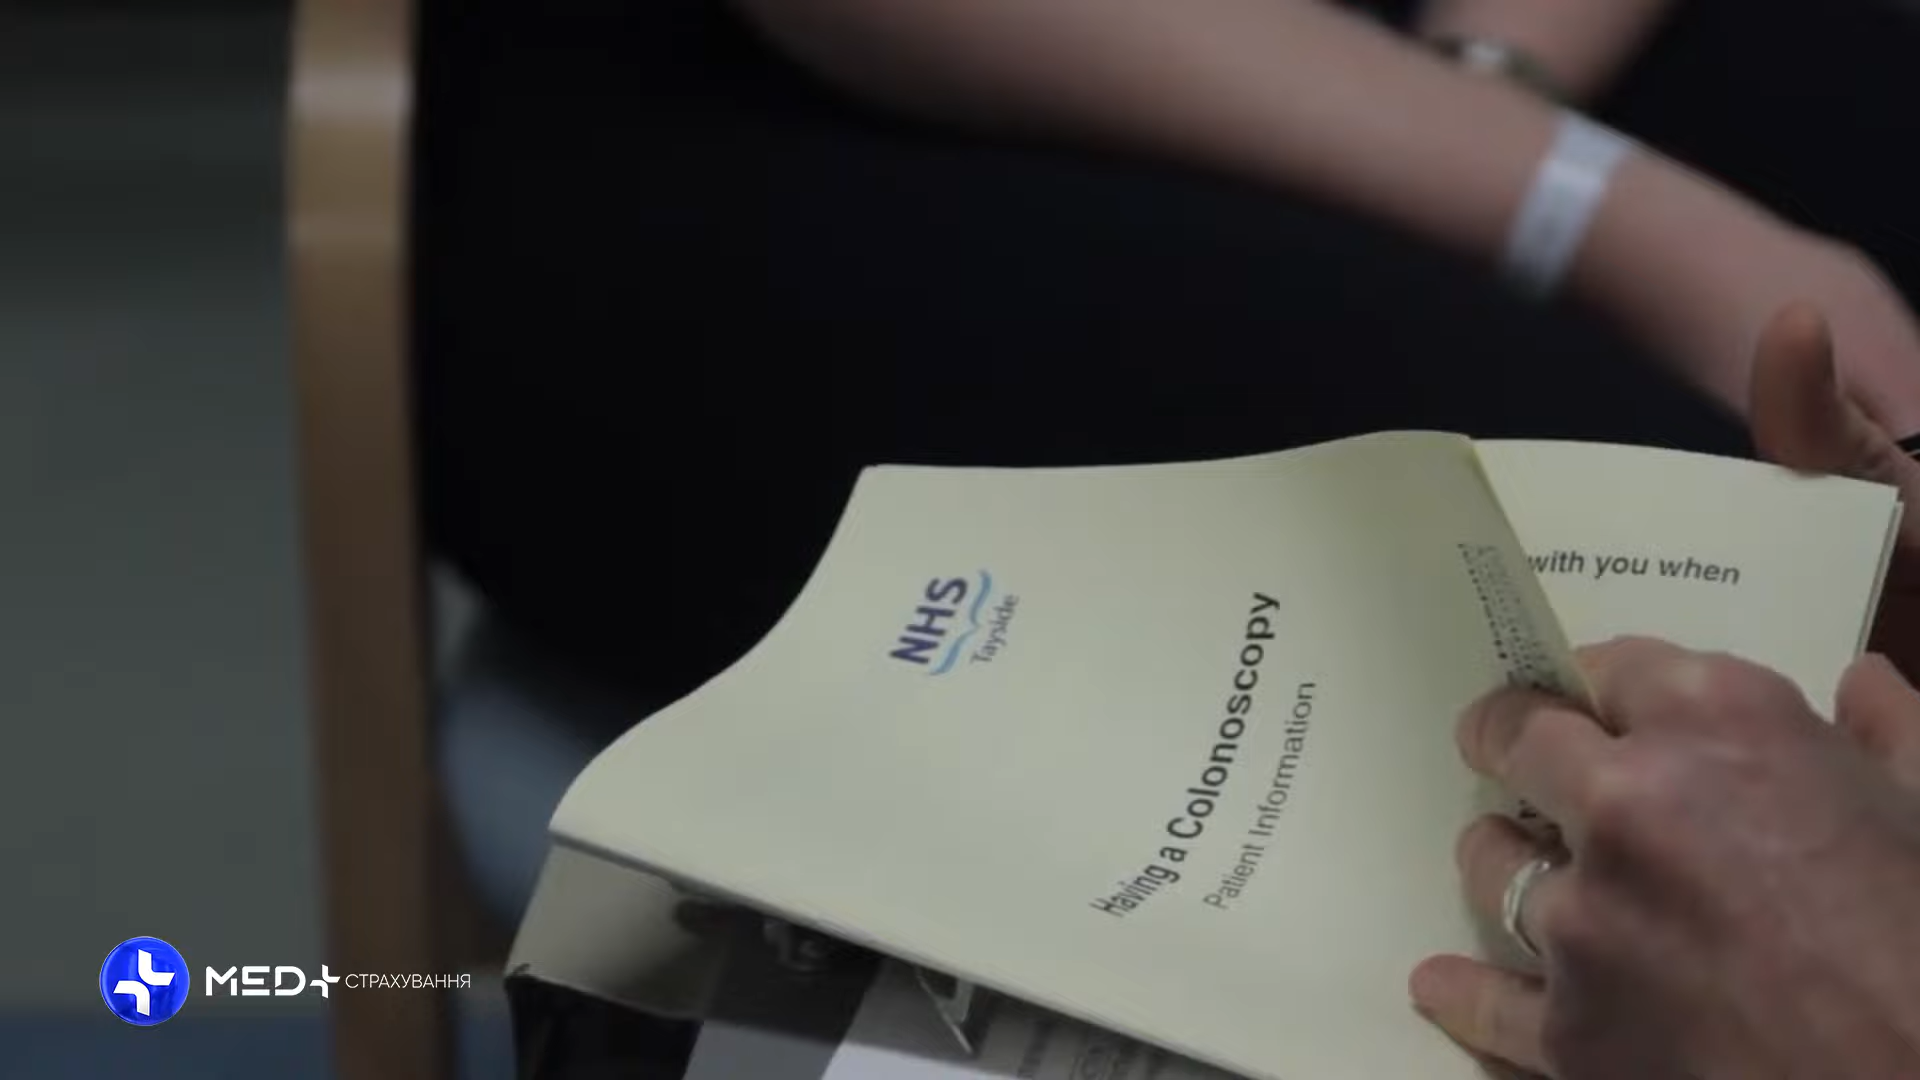 NHS
Tayside
Having a Colonoscopy
Patient Information
with you when
MED+ СТРАХУВАННЯ